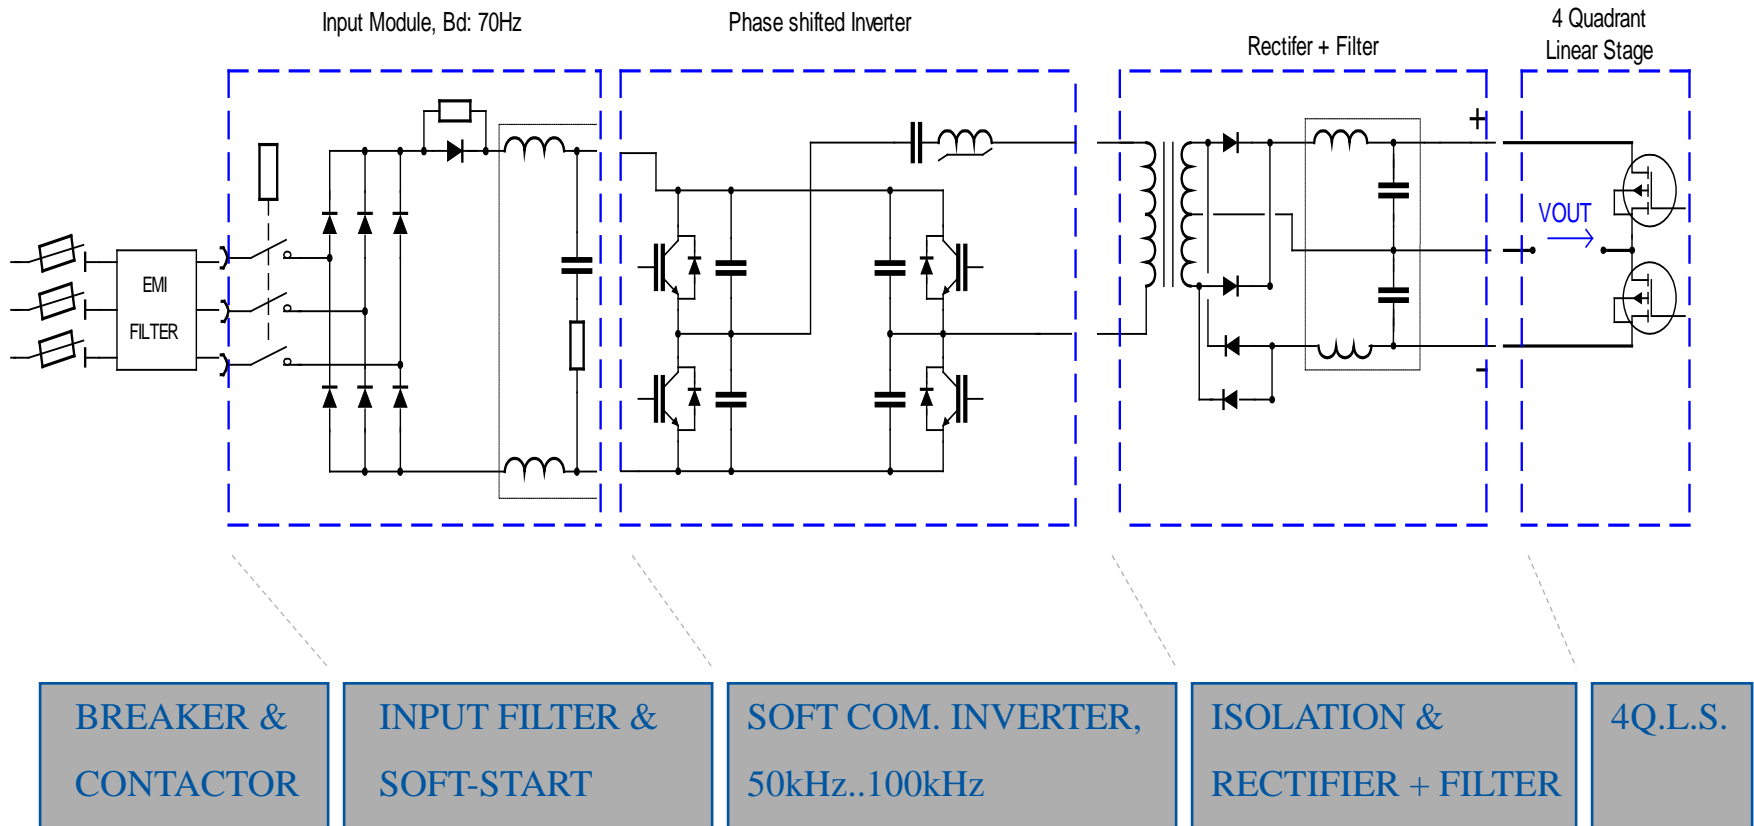 Input Module, Bd: 70Hz
Phase shifted Inverter
Rectifer + Filter
4 Quadrant
Linear Stage
+
VOUT
EMI
FILTER
-
BREAKER &
CONTACTOR
INPUT FILTER &
SOFT-START
SOFT COM. INVERTER,
50kHz..100kHz
ISOLATION &
RECTIFIER + FILTER
4Q.L.S.